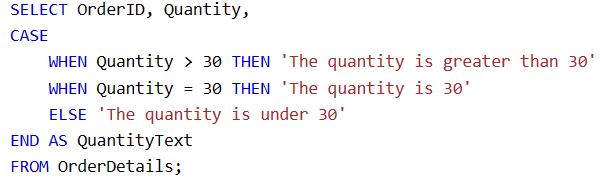 SELECT OrderID, Quantity,
CASE
    WHEN Quantity > 30 THEN 'The quantity is greater than 30'
    WHEN Quantity = 30 THEN 'The quantity is 30'
    ELSE 'The quantity is under 30'
END AS QuantityText
FROM OrderDetails;